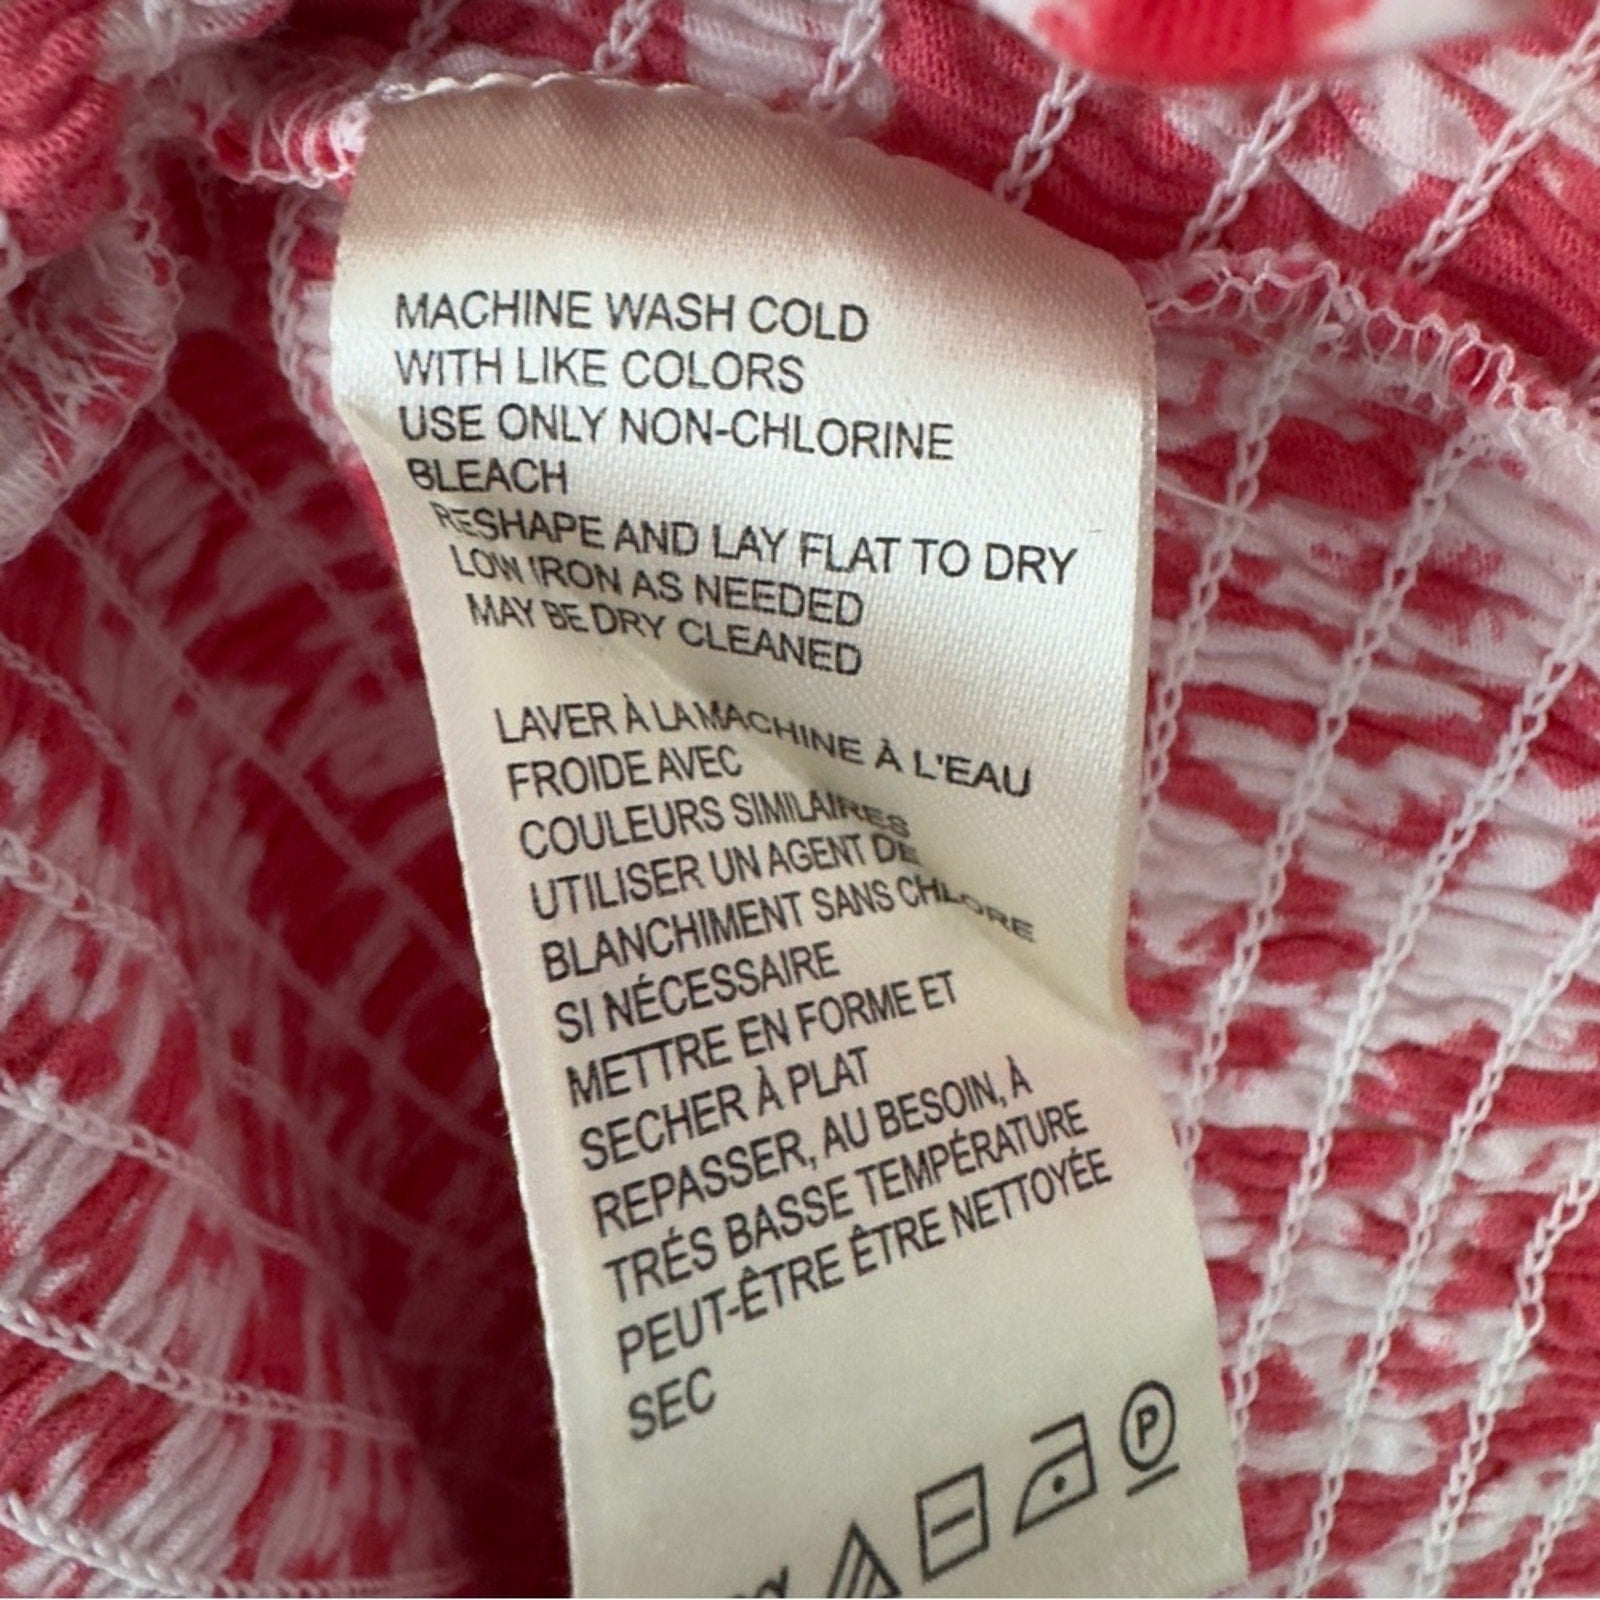 MACHINE WASH COLD
WITH LIKE COLORS
USE ONLY NON-CHLORINE
BLEACH
RESHAPE AND LAY FLAT TO DRY
LOW IRON AS NEEDED
MAY BE DRY CLEANED
LAVER À LA MACHINE À L'EAU
FROIDE AVEC
COULEURS SIMILAIRES
UTILISER UN AGENT DE
BLANCHIMENT SANS CHLORE
SI NÉCESSAIRE
METTRE EN FORME ET
SECHER À PLAT
REPASSER, AU BESOIN, À
TRÉS BASSE TEMPÉRATURE
PEUT-ÊTRE ÊTRE NETTOYÉE
SEC
P